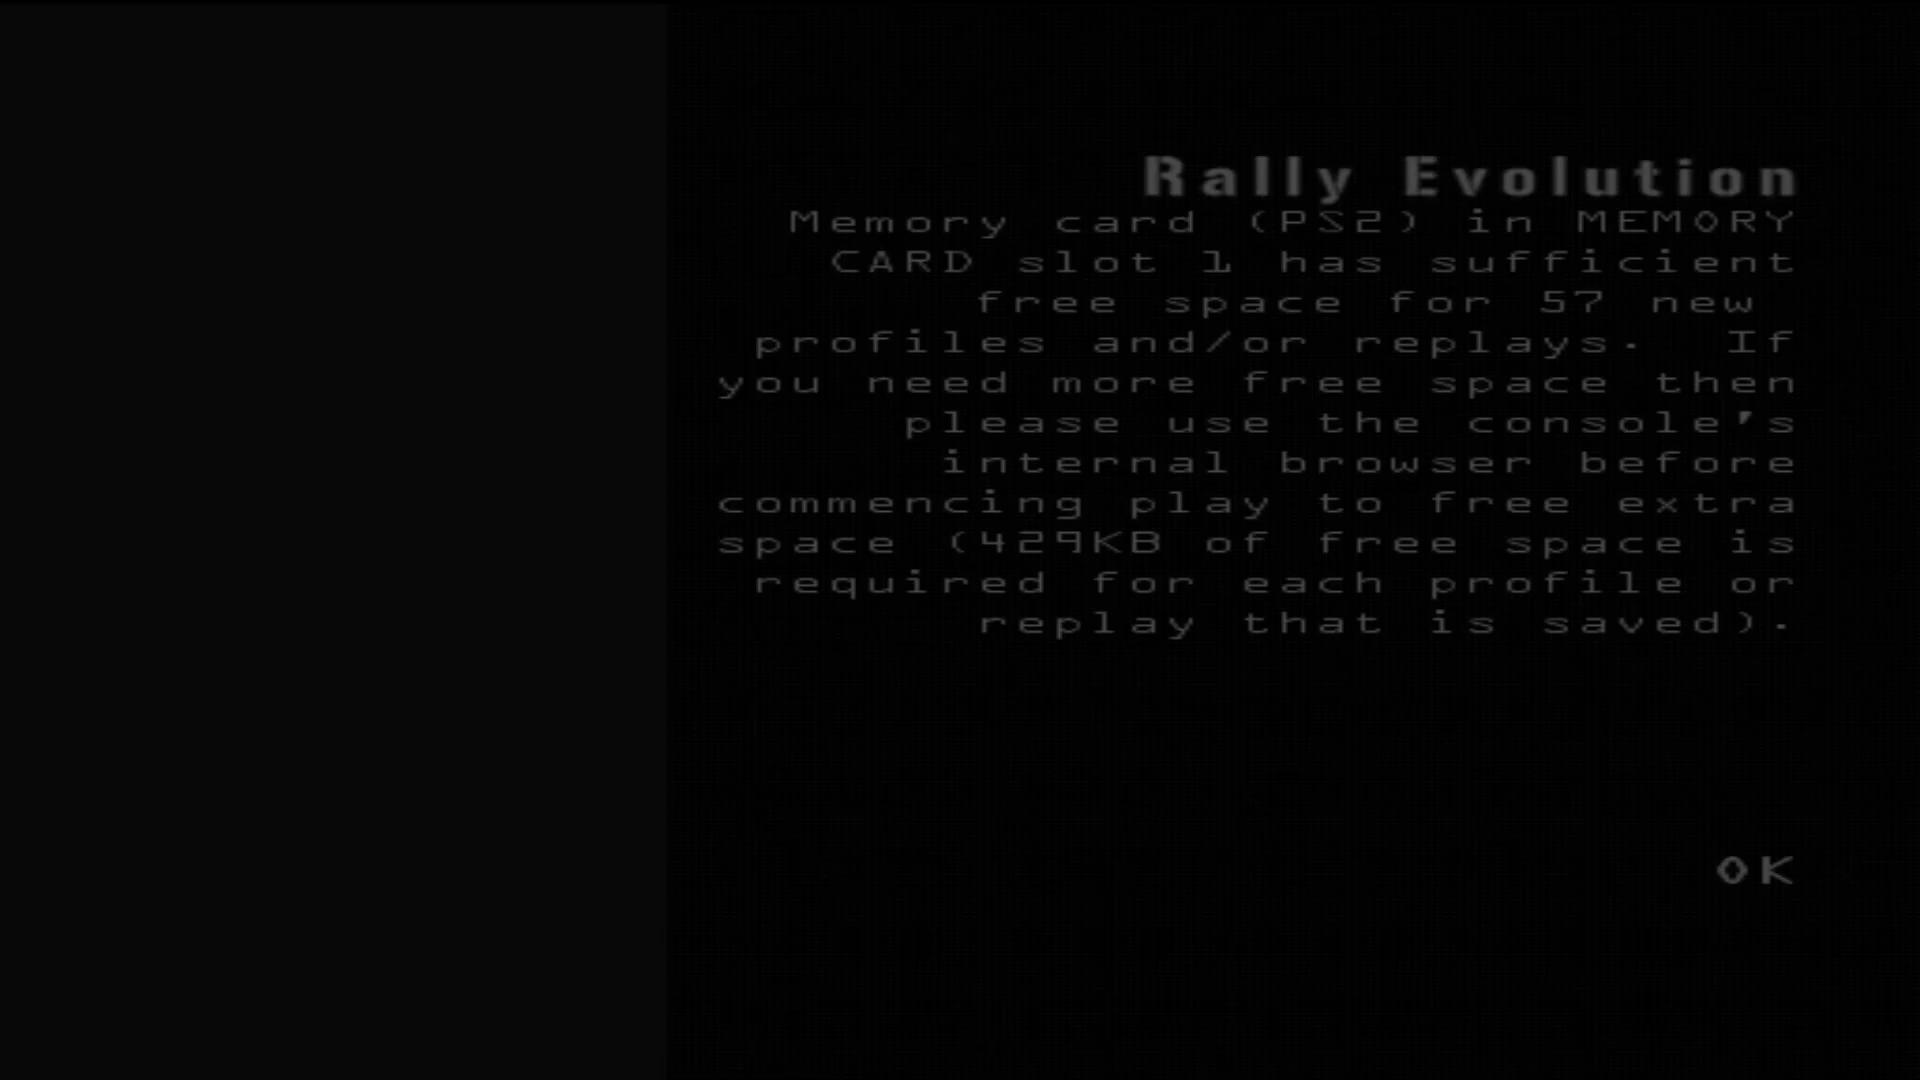 Rally Evolution
Memory card (PS2) in MEMORY
CARD slot 1 has sufficient
free space for 57 new
profiles and/or replays.  If
you need more free space then
please use the console's
internal browser before
commencing play to free extra
space (429KB of free space is
required for each profile or
replay that is saved).
OK